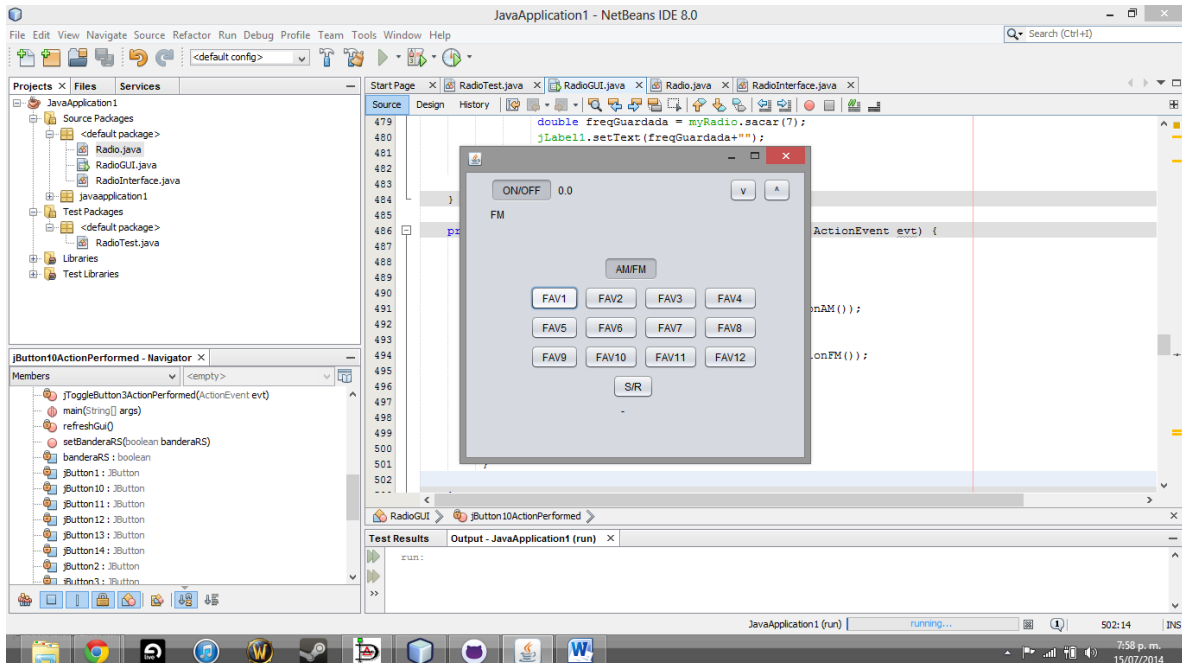 JavaApplication1 - NetBeans IDE 8.0
File Edit View Navigate Source Refactor Run Debug Profile Team Tools Window Help
Search (Ctrl+I)
<default config>
Projects Files Services
Start Page RadioTest.java RadioGUI.java Radio.java RadioInterface.java
Source Design History
JavaApplication1
Source Packages
<default package>
Radio.java
RadioGUI.java
RadioInterface.java
javaapplication1
Test Packages
<default package>
RadioTest.java
Libraries
Test Libraries
479 double freqGuardada = myRadio.sacar(7);
480 jLabel1.setText(freqGuardada+"");
481
482
483
484 }
485
486 pr ActionEvent evt) {
487
488
489
490
491 onAM());
492
493
494 .onFM());
495
496
497
498
499
500
501 }
502
ON/OFF 0.0 v ^
FM
AM/FM
FAV1 FAV2 FAV3 FAV4
FAV5 FAV6 FAV7 FAV8
FAV9 FAV10 FAV11 FAV12
S/R
-
jButton10ActionPerformed - Navigator
Members <empty>
jToggleButton3ActionPerformed(ActionEvent evt)
main(String[] args)
refreshGui()
setBanderaRS(boolean banderaRS)
banderaRS : boolean
jButton1 : JButton
jButton10 : JButton
jButton11 : JButton
jButton12 : JButton
jButton13 : JButton
jButton14 : JButton
jButton2 : JButton
jButton3 : JButton
RadioGUI jButton10ActionPerformed
Test Results Output - JavaApplication1 (run)
run:
JavaApplication1 (run) running... 1 502:14 INS
live
7:58 p. m.
15/07/2014